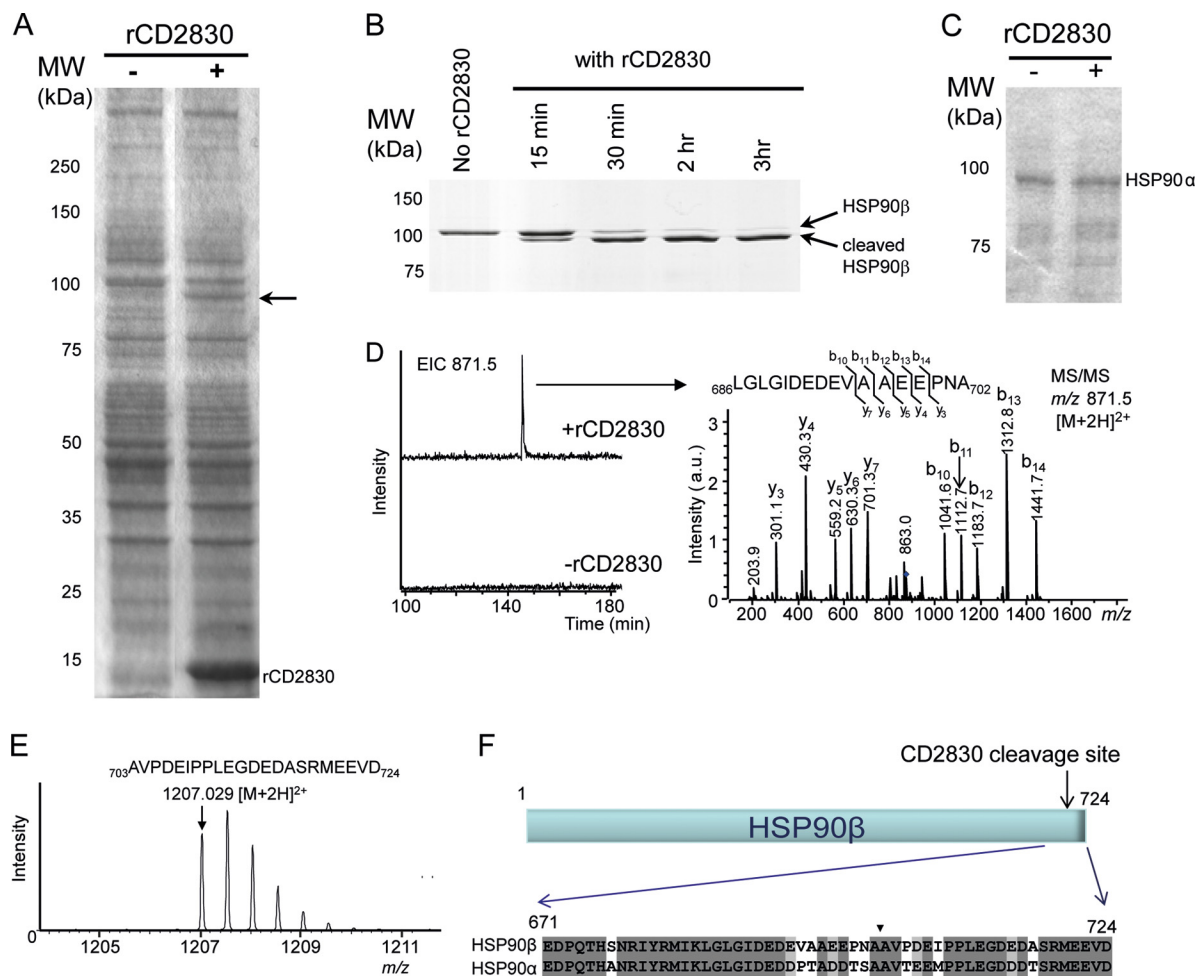 A
rCD2830
MW
(kDa)
- +
250
150
100
75
50
35
25
15
rCD2830
B
with rCD2830
MW
(kDa)
No rCD2830
15 min
30 min
2 hr
3hr
150
100
75
HSP90β
cleaved
HSP90β
C
rCD2830
MW
(kDa)
- +
100
75
HSP90α
D
EIC 871.5
+rCD2830
-rCD2830
Intensity
100 140 180
Time (min)
b10 b11 b12 b13 b14
686LGLGIDEDEVAAEEPNA702
y7 y6 y5 y4 y3
MS/MS
m/z 871.5
[M+2H]2+
Intensity (a.u.)
3
2
1
0
203.9
y3 301.1
y4 430.3
y5 559.2
y6 630.3
y7 701.3
863.0
b10 1041.6
b11 1112.7
b12 1183.7
b13 1312.8
b14 1441.7
200 400 600 800 1000 1200 1400 1600 m/z
E
703AVPDEIPPLEGDEDASRMEEVD724
1207.029 [M+2H]2+
Intensity
0
1205 1207 1209 1211
m/z
F
CD2830 cleavage site
1 724
HSP90β
671 724
HSP90β EDPQTHSNRIYRMIKLGLGIDEDEVAAEEPNAAVPDEIPPLEGDEDASRMEEVD
HSP90α EDPQTHANRIYRMIKLGLGIDEDDPTADDTSAAVTEEMPPLEGDDDTSRMEEVD